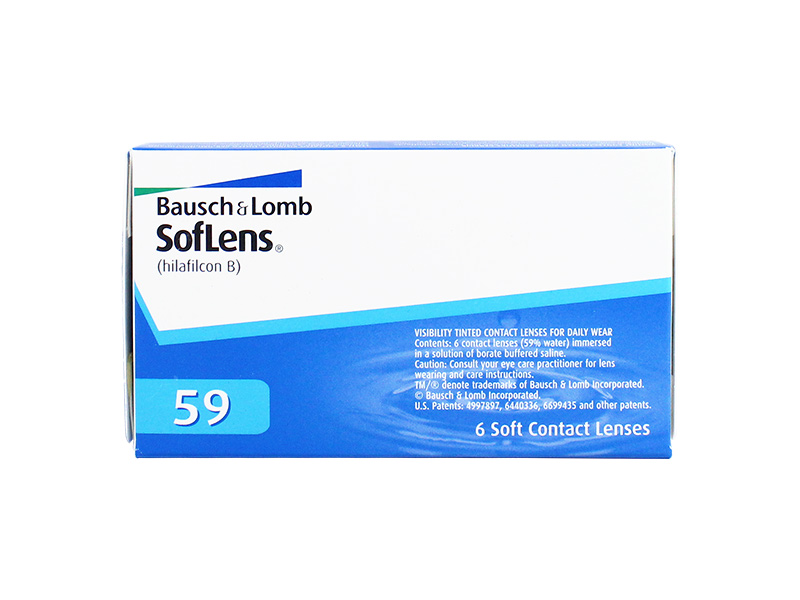 Bausch & Lomb
SofLens®
(hilafilcon B)
VISIBILITY TINTED CONTACT LENSES FOR DAILY WEAR
Contents: 6 contact lenses (59% water) immersed
in a solution of borate buffered saline.
Caution: Consult your eye care practitioner for lens
wearing and care instructions.
TM/® denote trademarks of Bausch & Lomb Incorporated.
© Bausch & Lomb Incorporated.
U.S. Patents: 4997897, 6440336, 6699435 and other patents.
59
6 Soft Contact Lenses